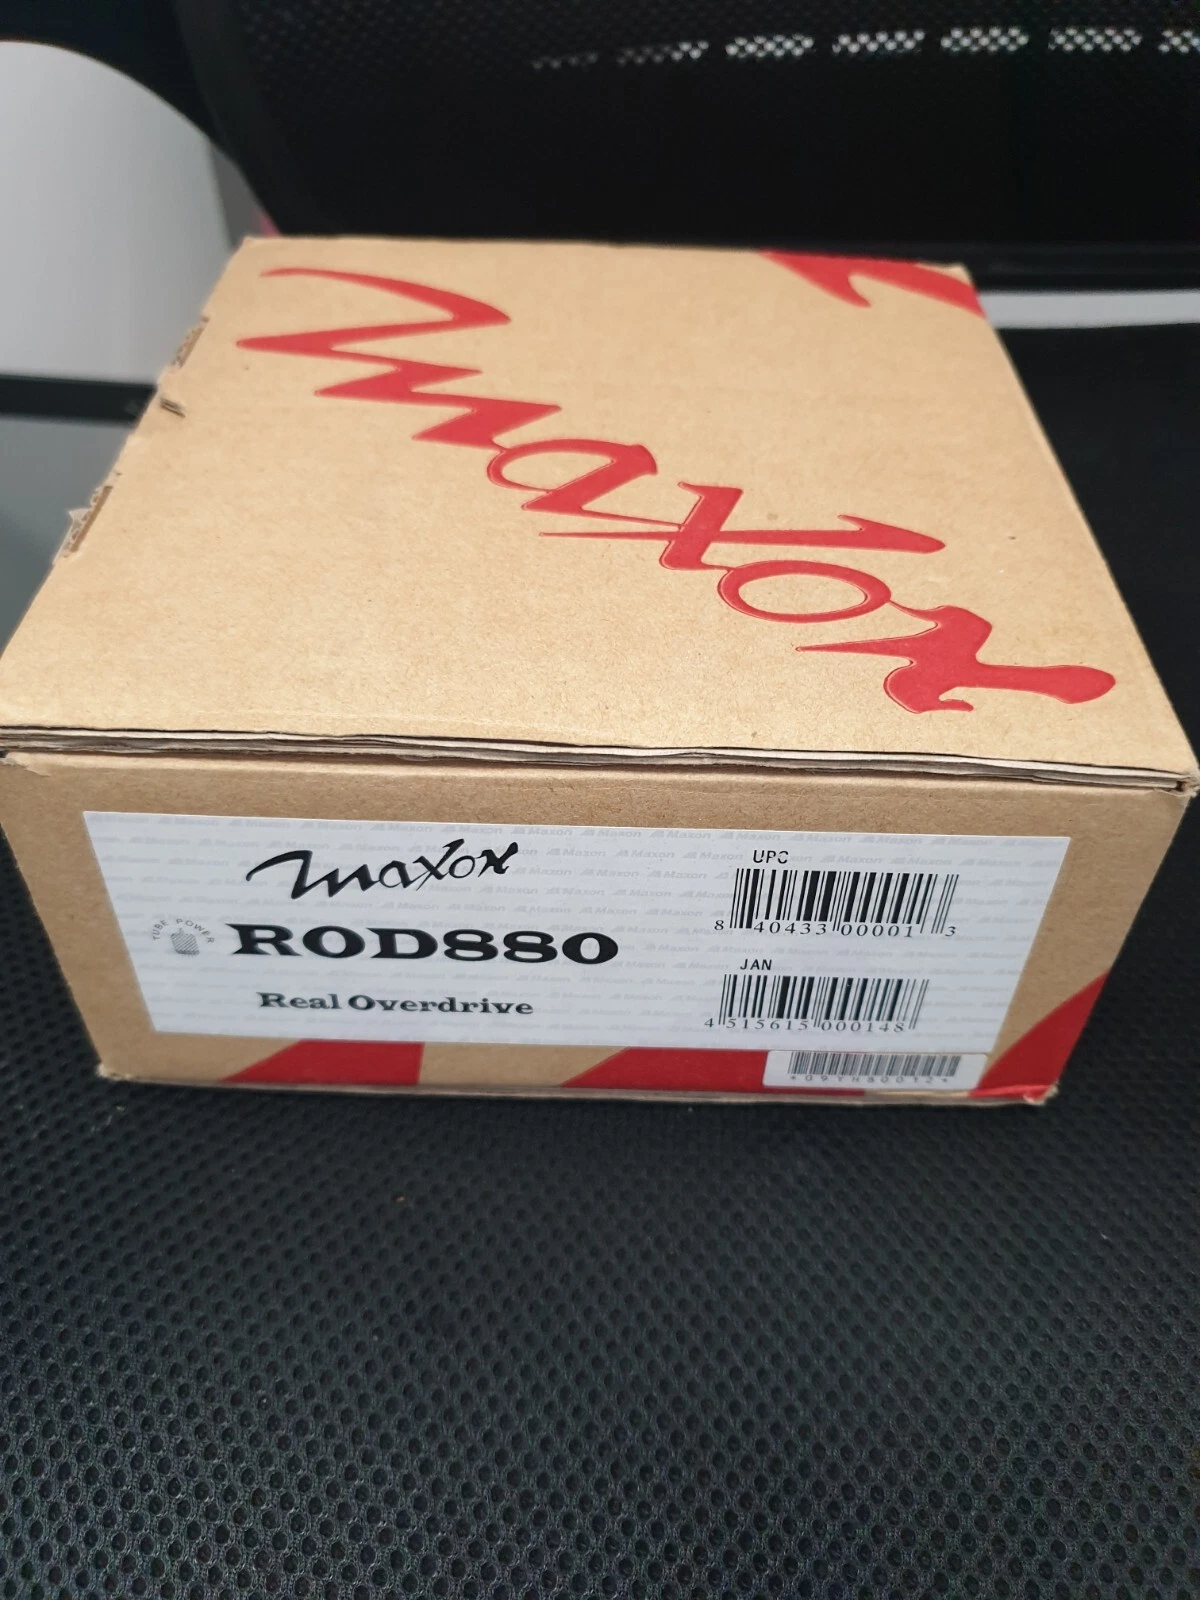 maxon
maxon
TUBE POWER
ROD880
Real Overdrive
UPC
8 40433 00001 3
JAN
4 515615 000148